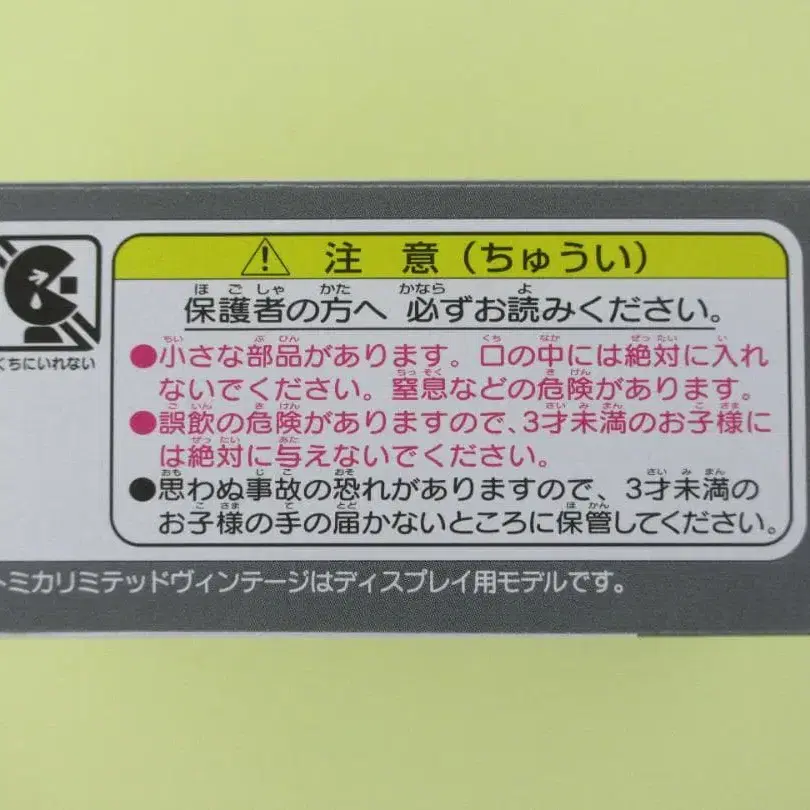 注意(ちゅうい)
保護者の方へ 必ずお読みください。
●小さな部品があります。口の中には絶対に入れ
ないでください。窒息などの危険があります。
●誤飲の危険がありますので、3才未満のお子様に
は絶対に与えないでください。
●思わぬ事故の恐れがありますので、3才未満の
お子様の手の届かないところに保管してください。
くちにいれない
トミカリミテッドヴィンテージはディスプレイ用モデルです。